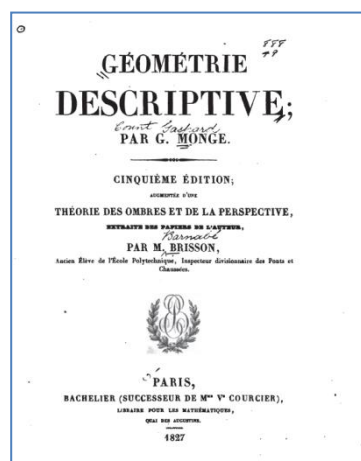 GÉOMÉTRIE
DESCRIPTIVE;
Count Gaspard
PAR G. MONGE.
CINQUIÈME ÉDITION;
AUGMENTÉE D'UNE
THÉORIE DES OMBRES ET DE LA PERSPECTIVE,
EXTRAITE DES PAPIERS DE L'AUTEUR,
Barnabé
PAR M. BRISSON,
Ancien Élève de l'École Polytechnique, Inspecteur divisionnaire des Ponts et
Chaussées.
PARIS,
BACHELIER (SUCCESSEUR DE Mme Ve COURCIER),
LIBRAIRE POUR LES MATHÉMATIQUES,
QUAI DES AUGUSTINS.
1827